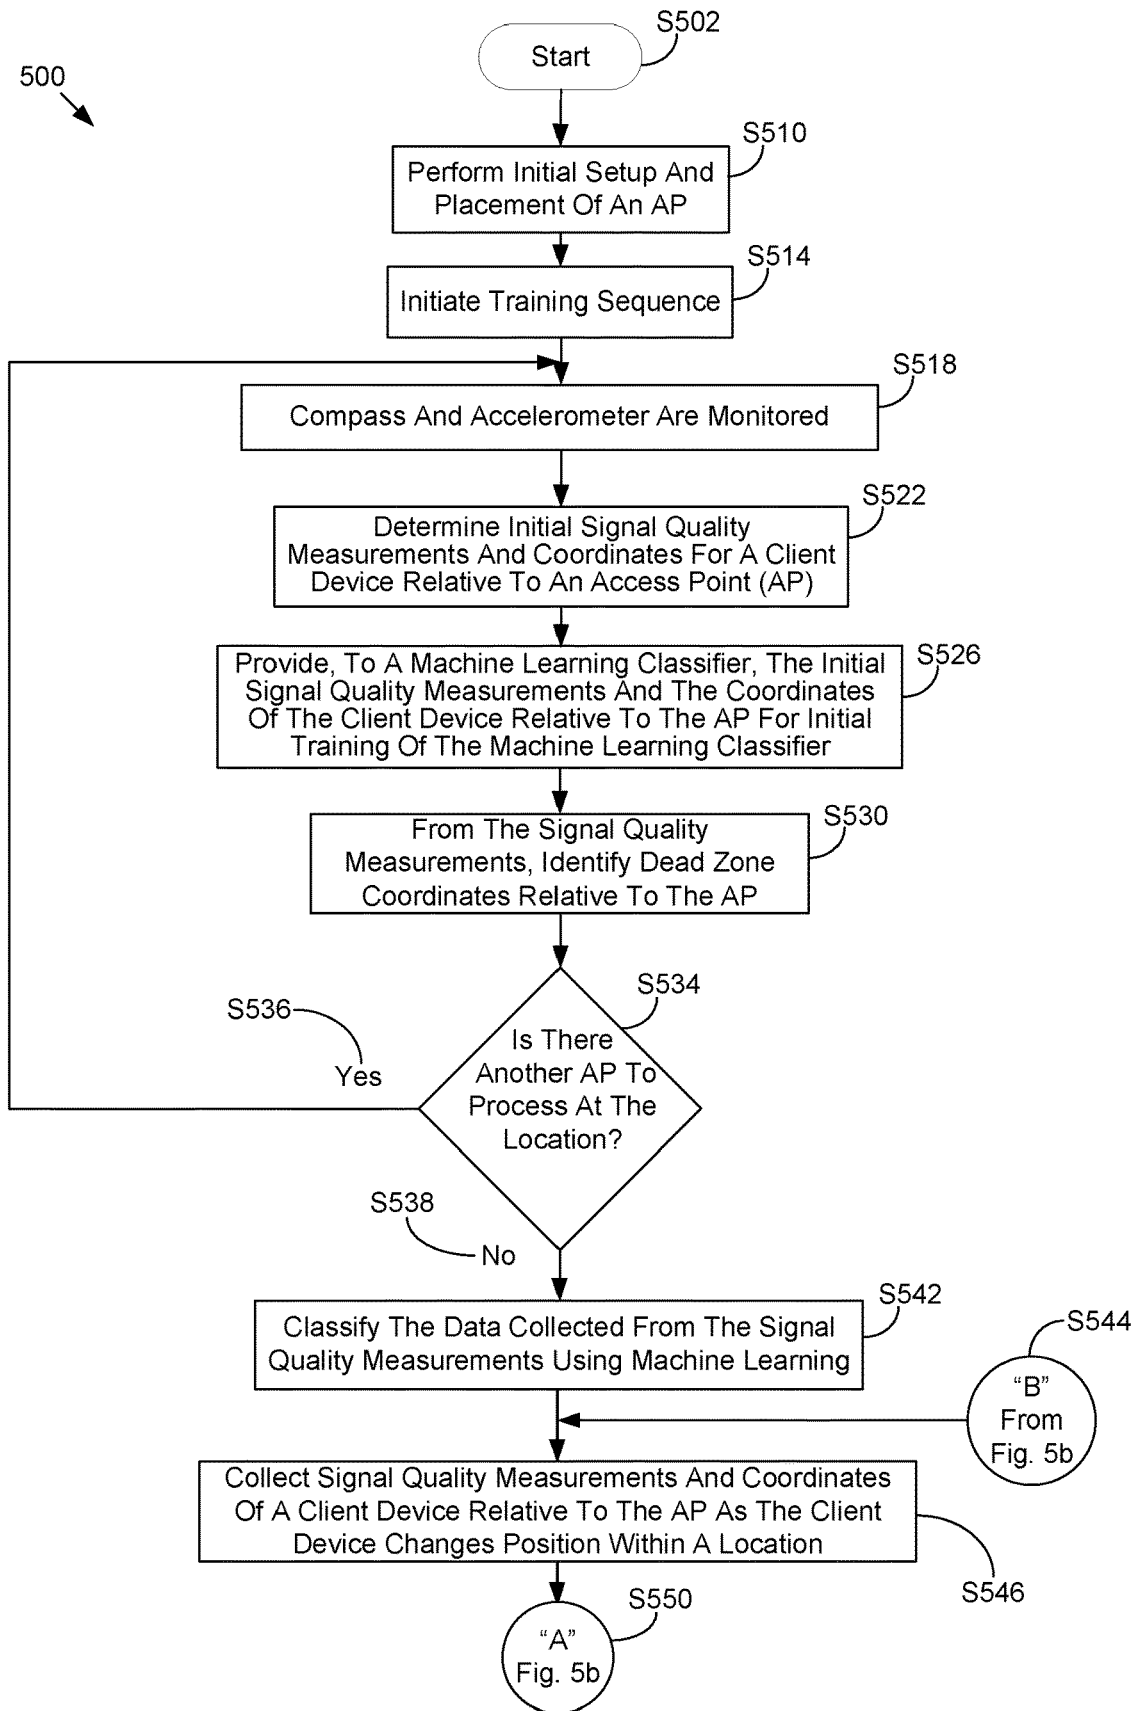 S502
Start
500
S510
Perform Initial Setup And
Placement Of An AP
S514
Initiate Training Sequence
S518
Compass And Accelerometer Are Monitored
S522
Determine Initial Signal Quality
Measurements And Coordinates For A Client
Device Relative To An Access Point (AP)
S526
Provide, To A Machine Learning Classifier, The Initial
Signal Quality Measurements And The Coordinates
Of The Client Device Relative To The AP For Initial
Training Of The Machine Learning Classifier
S530
From The Signal Quality
Measurements, Identify Dead Zone
Coordinates Relative To The AP
S534
Is There
Another AP To
Process At The
Location?
S536
Yes
S538
No
S542
Classify The Data Collected From The Signal
Quality Measurements Using Machine Learning
S544
“B”
From
Fig. 5b
Collect Signal Quality Measurements And Coordinates
Of A Client Device Relative To The AP As The Client
Device Changes Position Within A Location
S546
S550
“A”
Fig. 5b